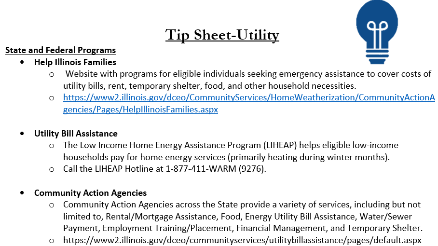 Tip Sheet-Utility
State and Federal Programs
• Help Illinois Families
o Website with programs for eligible individuals seeking emergency assistance to cover costs of
utility bills, rent, temporary shelter, food, and other household necessities.
o https://www2.illinois.gov/dceo/CommunityServices/HomeWeatherization/CommunityActionA
gencies/Pages/HelpIllinoisFamilies.aspx
• Utility Bill Assistance
o The Low Income Home Energy Assistance Program (LIHEAP) helps eligible low-income
households pay for home energy services (primarily heating during winter months).
o Call the LIHEAP Hotline at 1-877-411-WARM (9276).
• Community Action Agencies
o Community Action Agencies across the State provide a variety of services, including but not
limited to, Rental/Mortgage Assistance, Food, Energy Utility Bill Assistance, Water/Sewer
Payment, Employment Training/Placement, Financial Management, and Temporary Shelter.
o https://www2.illinois.gov/dceo/communityservices/utilitybillassistance/pages/default.aspx